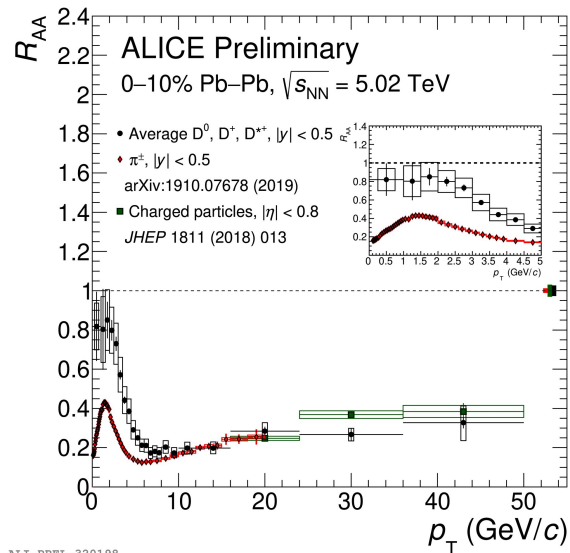 R_AA
2.4
2.2
2
1.8
1.6
1.4
1.2
1
0.8
0.6
0.4
0.2
0
ALICE Preliminary
0–10% Pb–Pb, √s_NN = 5.02 TeV
Average D⁰, D⁺, D*⁺, |y| < 0.5
π±, |y| < 0.5
arXiv:1910.07678 (2019)
Charged particles, |η| < 0.8
JHEP 1811 (2018) 013
R_AA
1.4
1.2
1
0.8
0.6
0.4
0.2
0 0.5 1 1.5 2 2.5 3 3.5 4 4.5 5
p_T (GeV/c)
0 10 20 30 40 50
p_T (GeV/c)